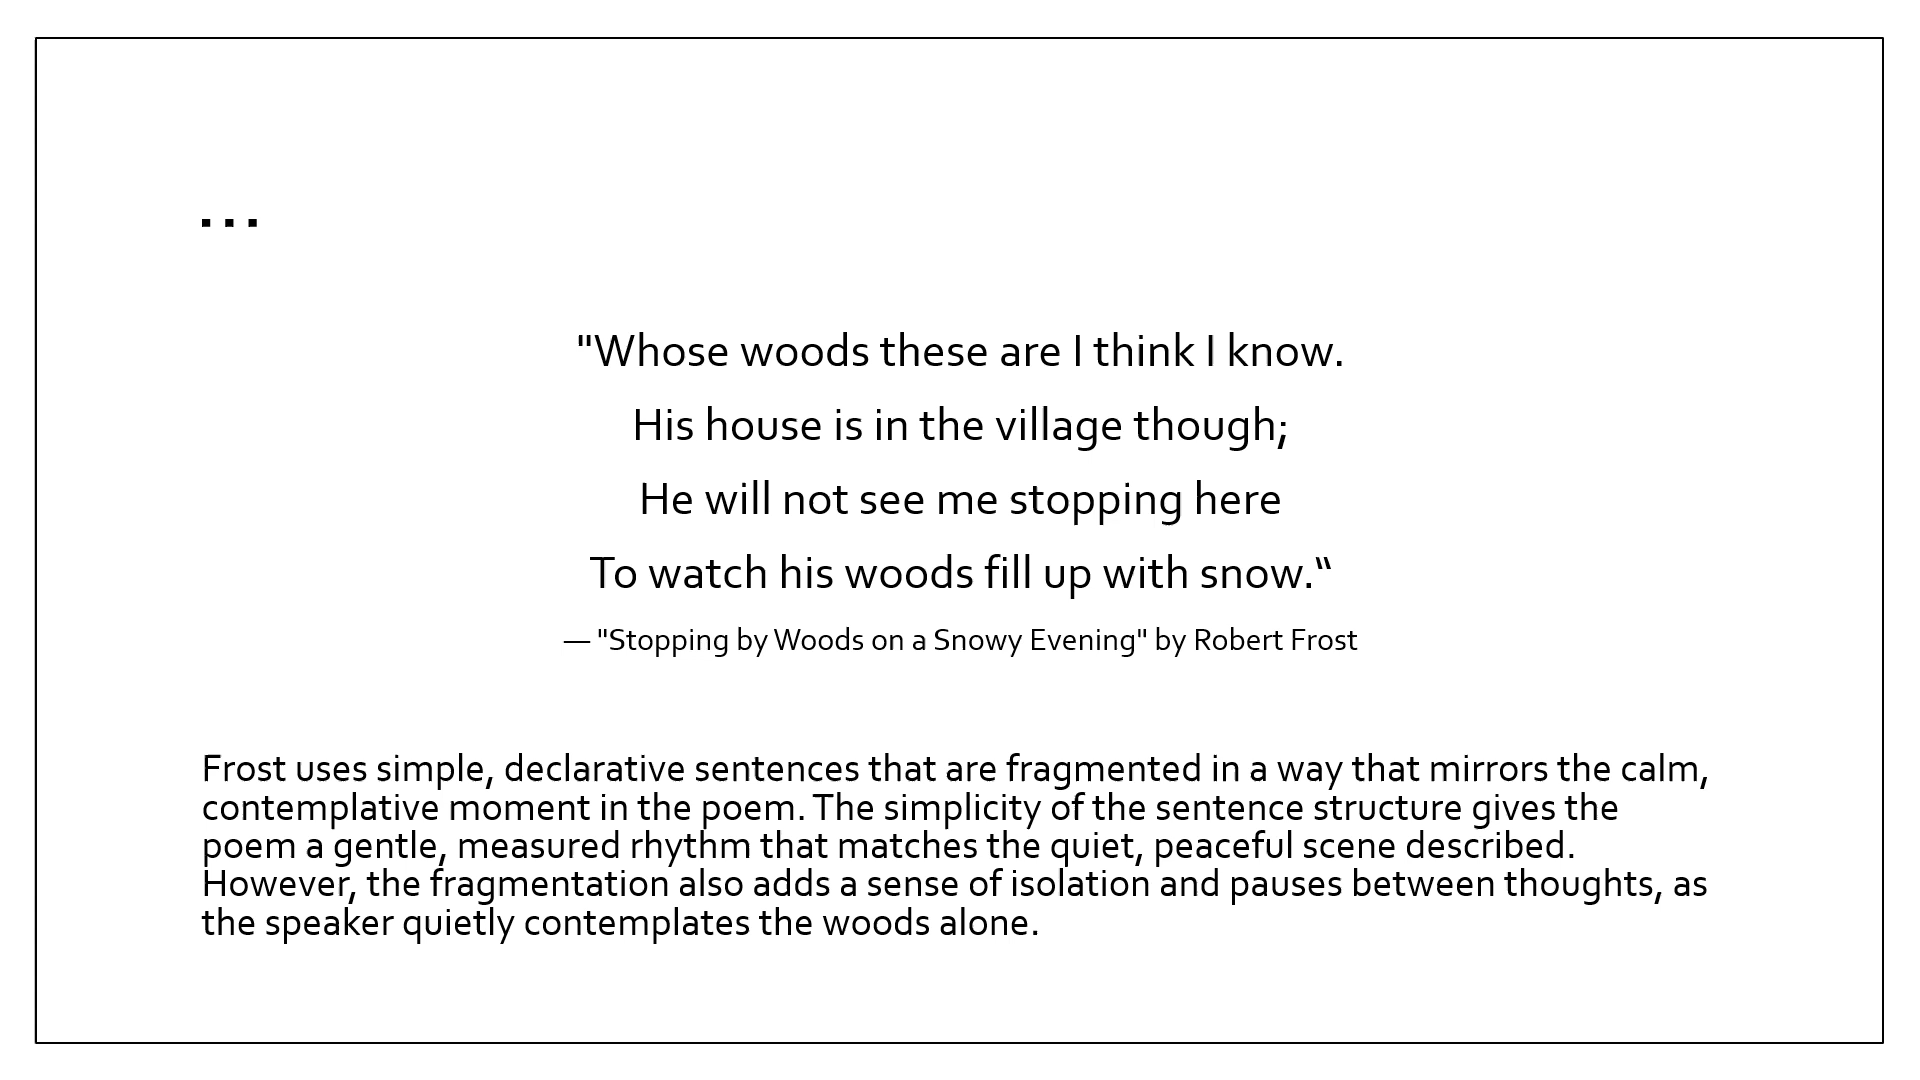 ...
"Whose woods these are I think I know.
His house is in the village though;
He will not see me stopping here
To watch his woods fill up with snow.“
— "Stopping by Woods on a Snowy Evening" by Robert Frost
Frost uses simple, declarative sentences that are fragmented in a way that mirrors the calm,
contemplative moment in the poem. The simplicity of the sentence structure gives the
poem a gentle, measured rhythm that matches the quiet, peaceful scene described.
However, the fragmentation also adds a sense of isolation and pauses between thoughts, as
the speaker quietly contemplates the woods alone.